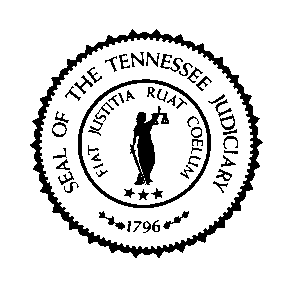 SEAL OF THE TENNESSEE JUDICIARY
FIAT JUSTITIA RUAT COELUM
1796